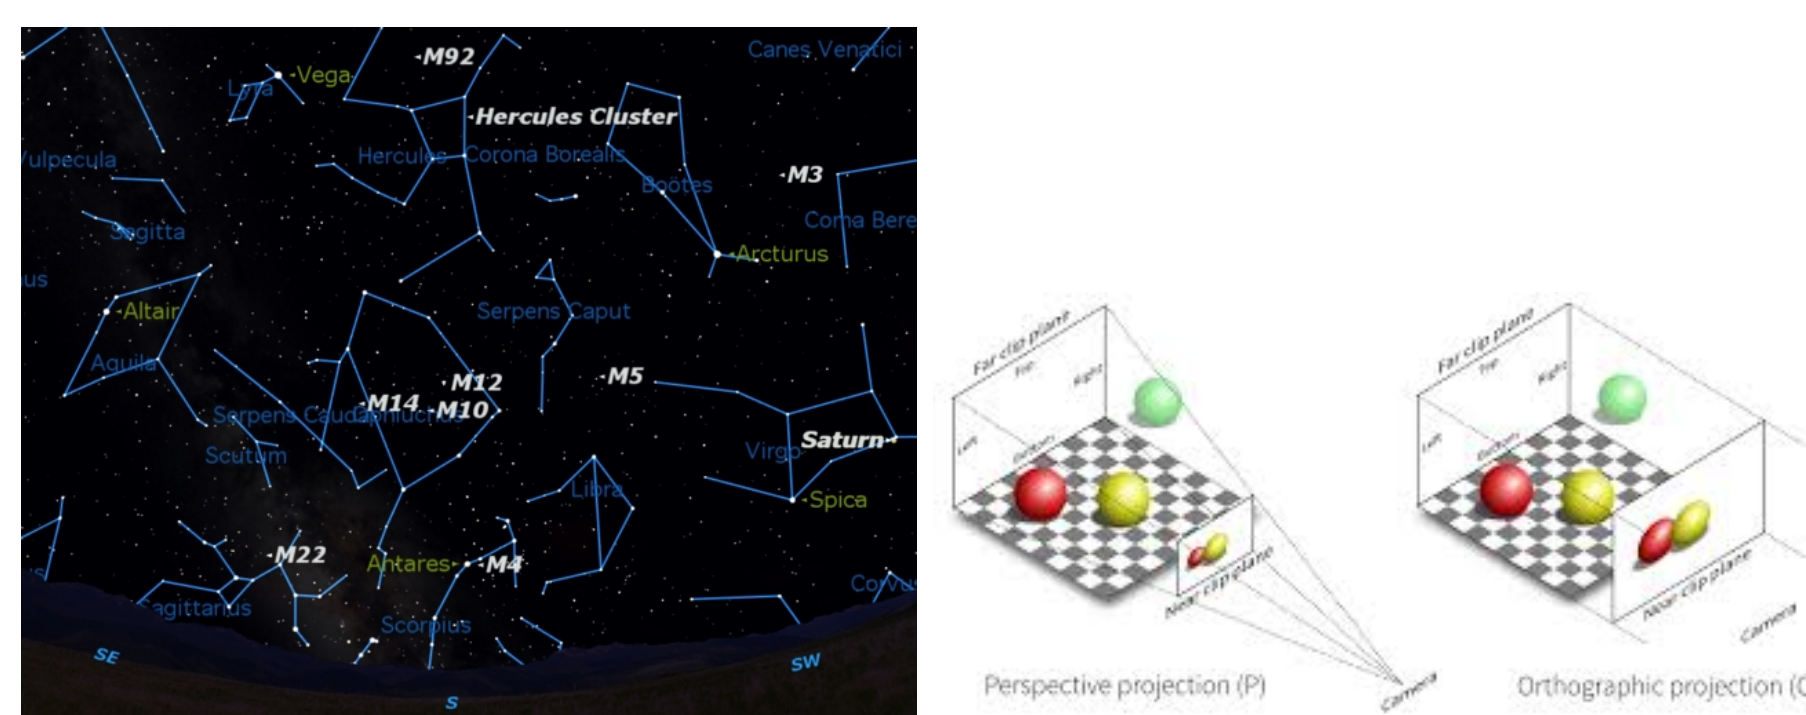 M92
Canes Venatici
Vega
Lyra
Hercules Cluster
Vulpecula
Hercules
Corona Borealis
M3
Boötes
Coma Bere
Sagitta
Arcturus
us
Altair
Serpens Caput
Aquila
M12
M5
M14
M10
Serpens Cauda
Ophiuchus
Saturn
Virgo
Scutum
Libra
Spica
M22
Antares
M4
Corvus
Sagittarius
Scorpius
SE
SW
S
Far clip plane
Top
Right
Left
Bottom
Near clip plane
Camera
Perspective projection (P)
Far clip plane
Top
Right
Left
Bottom
Near clip plane
Camera
Orthographic projection (O